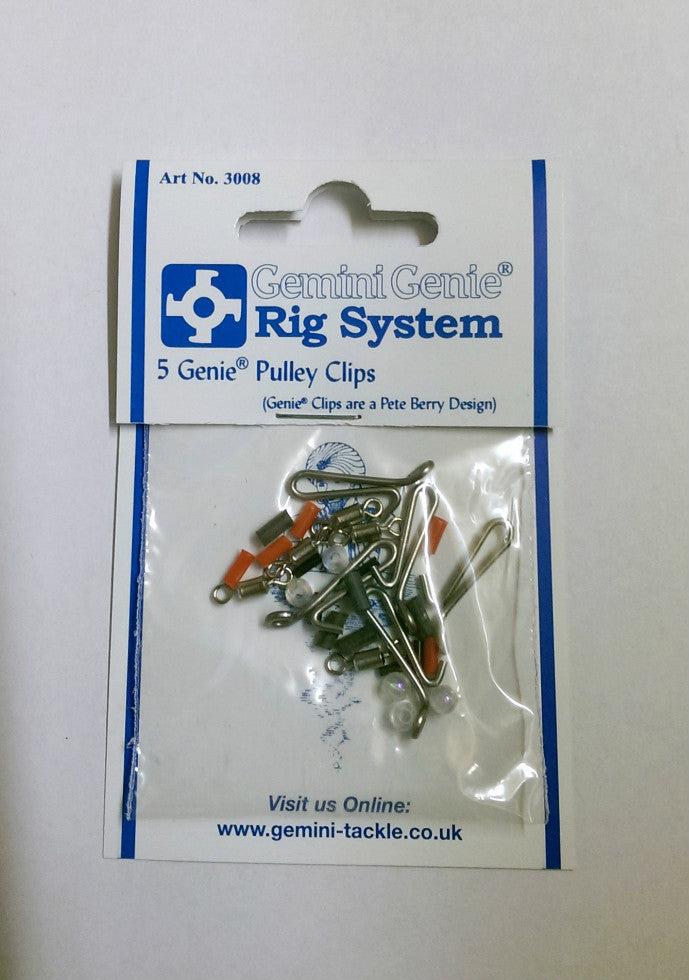 Art No. 3008
Gemini Genie®
Rig System
5 Genie® Pulley Clips
(Genie® Clips are a Pete Berry Design)
Visit us Online:
www.gemini-tackle.co.uk